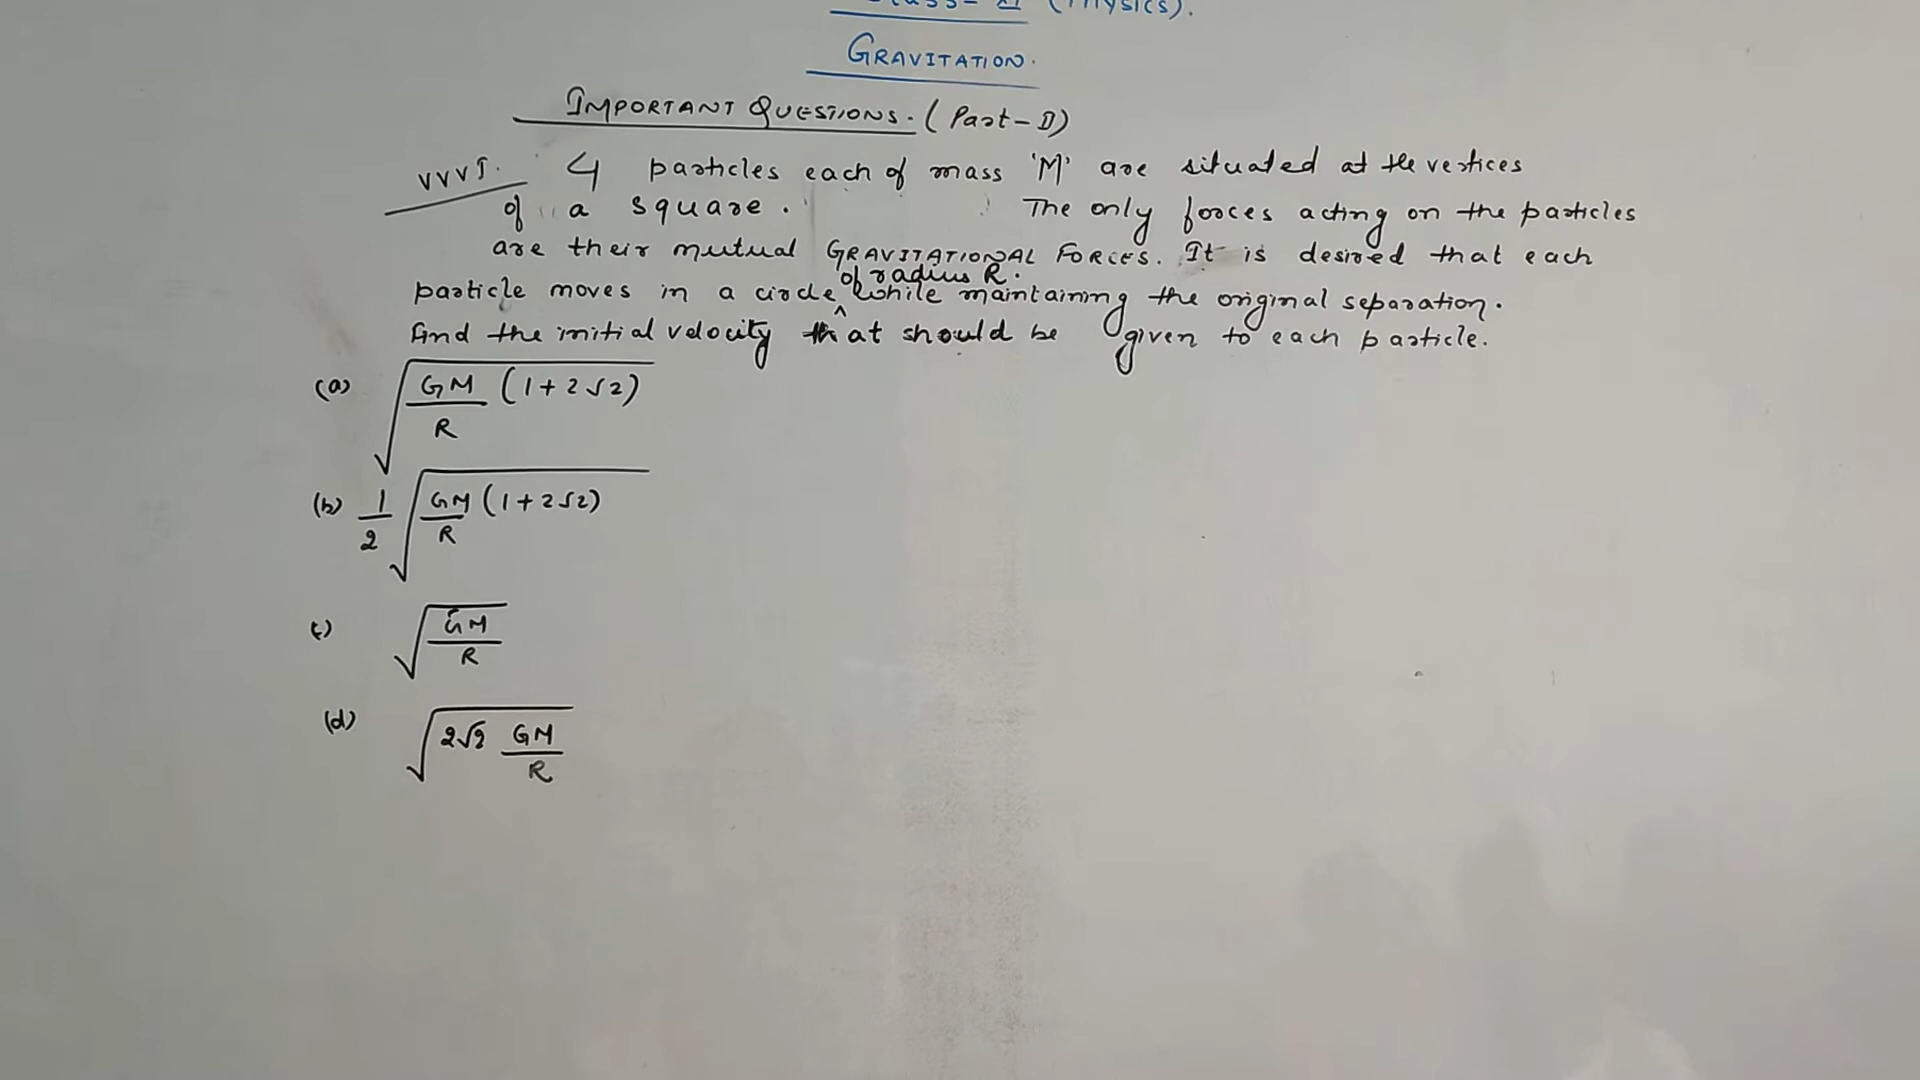 Class- XI (Physics).
GRAVITATION.
IMPORTANT QUESTIONS. (Part-I)
VVVI. 4 particles each of mass 'M' are situated at the vertices
of a square. The only forces acting on the particles
are their mutual GRAVITATIONAL FORCES. It is desired that each
of radius R.
particle moves in a circle ^ while maintaining the original separation.
Find the initial velocity that should be given to each particle.
(a) √ GM/R (1+2√2)
(b) 1/2 √ GM/R (1+2√2)
(c) √ GM/R
(d) √ 2√2 GM/R